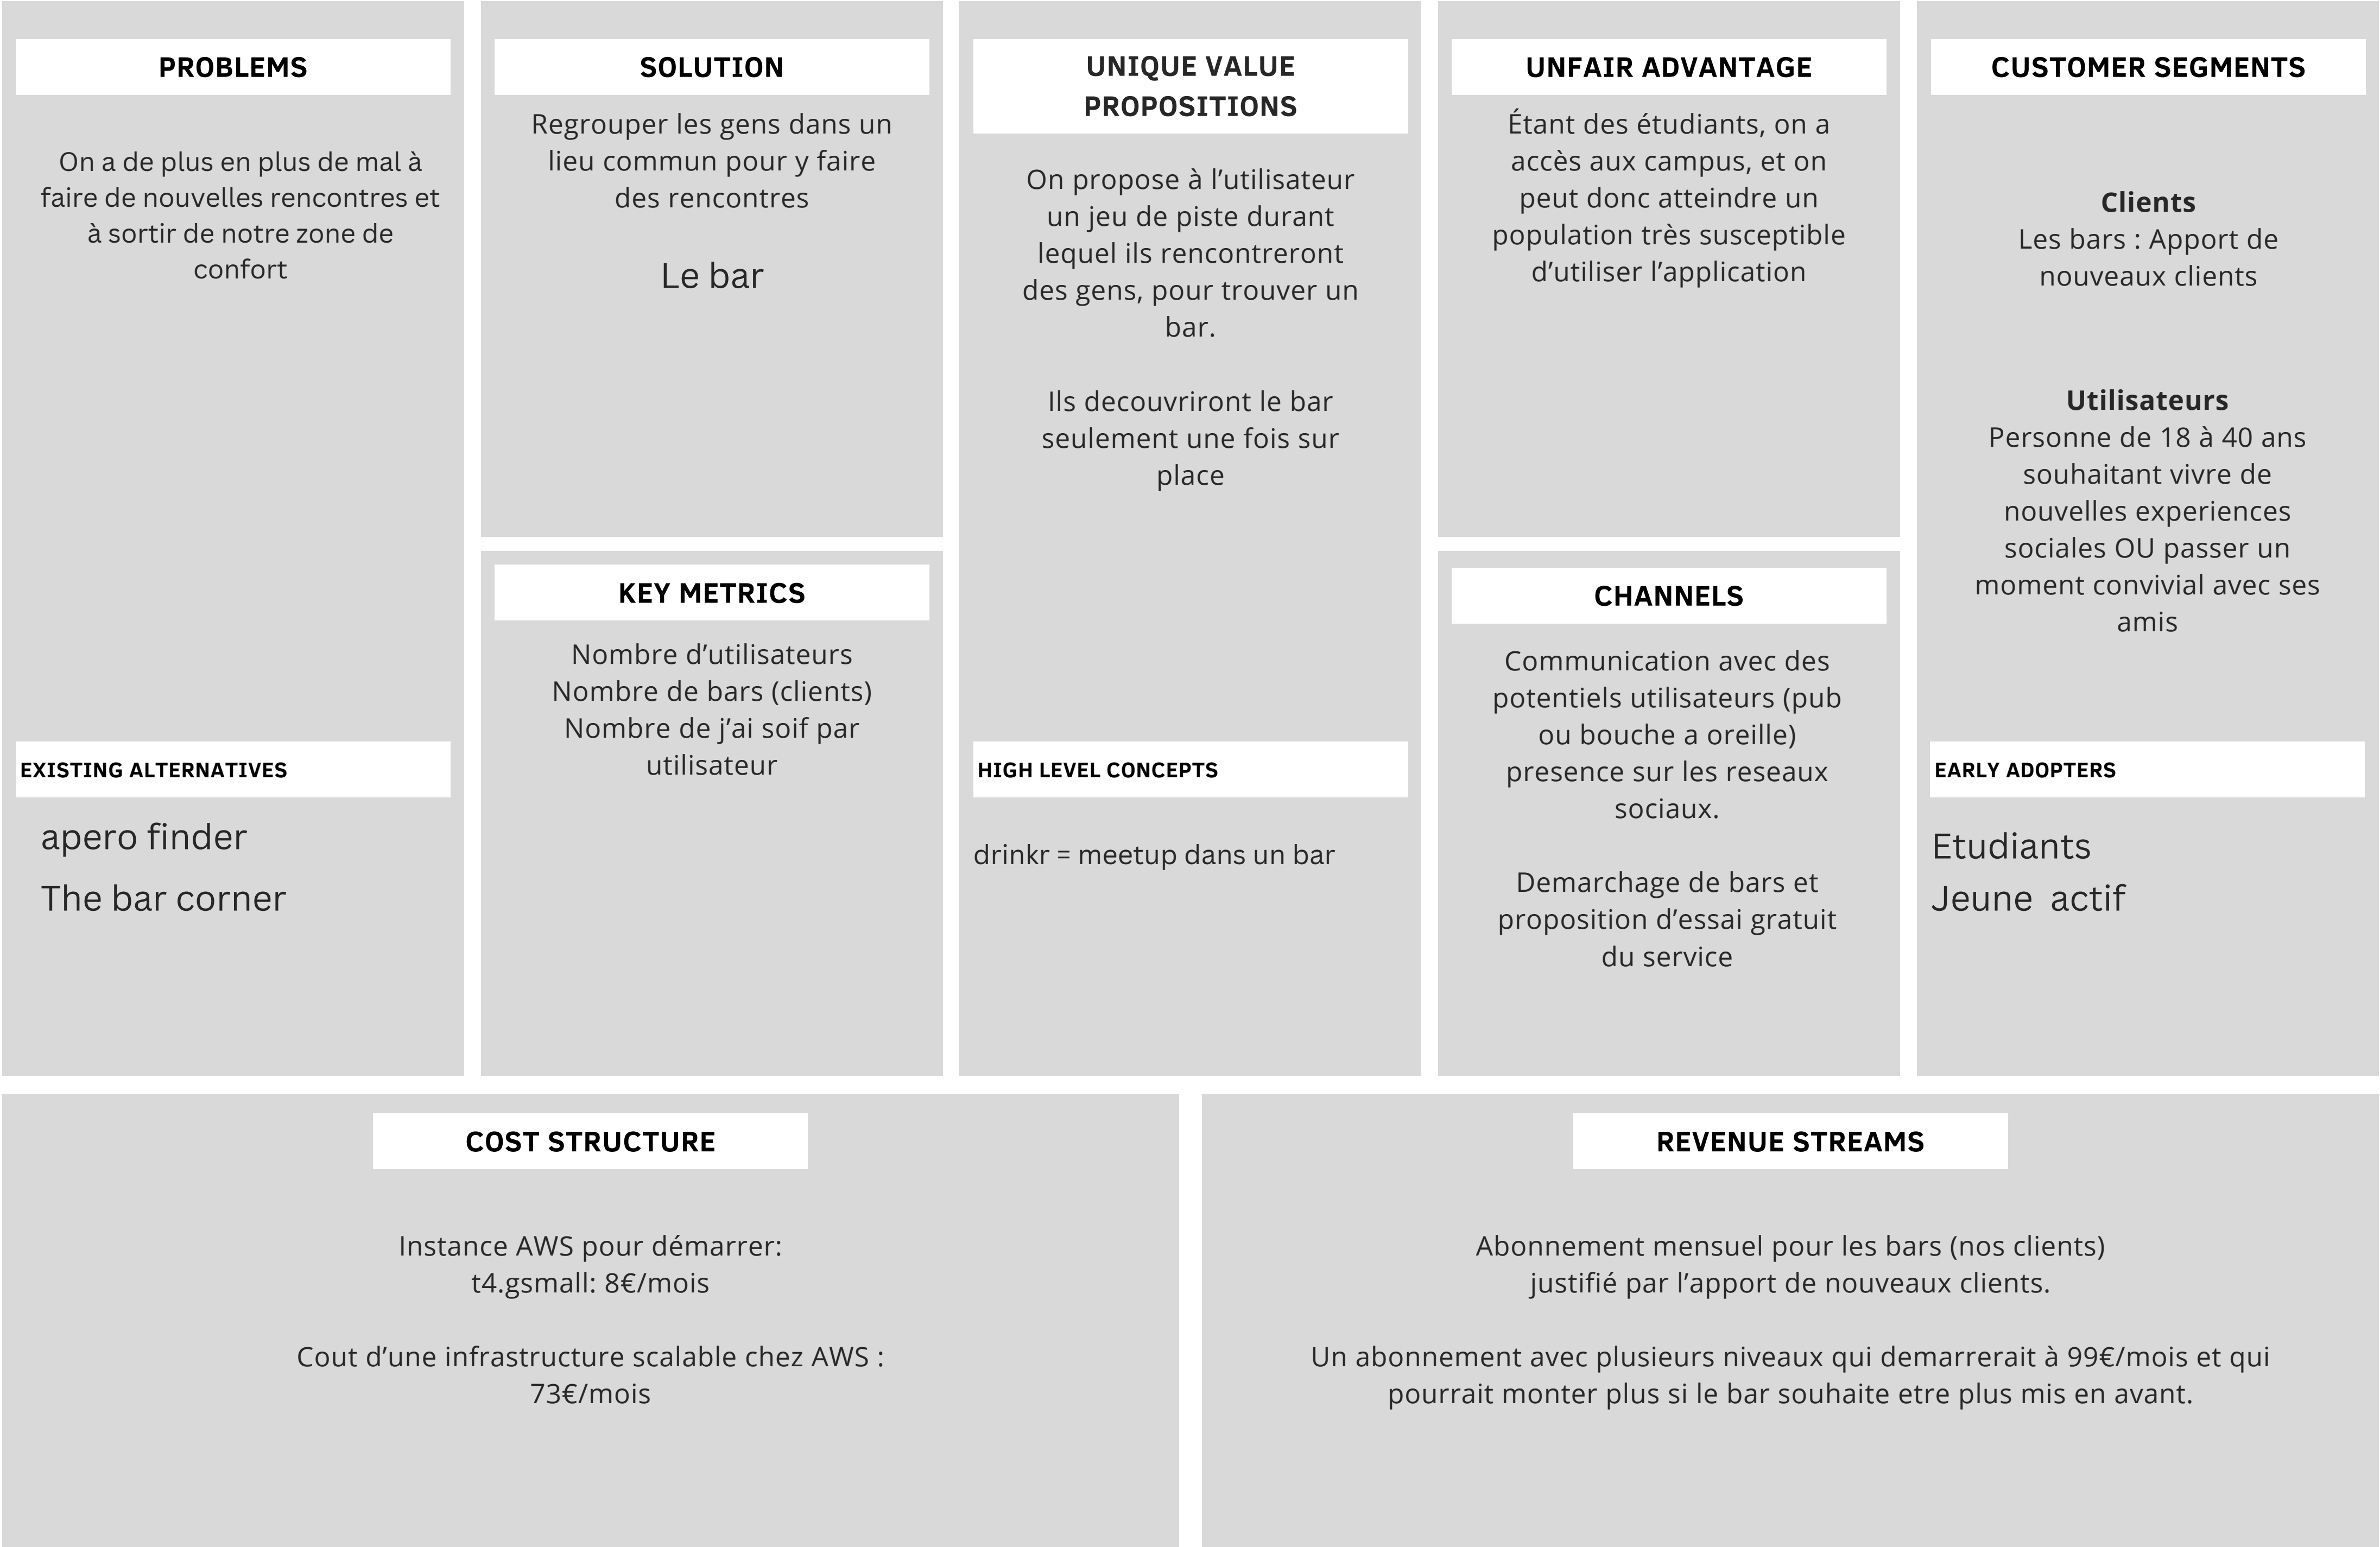 PROBLEMS
On a de plus en plus de mal à
faire de nouvelles rencontres et
à sortir de notre zone de
confort
EXISTING ALTERNATIVES
apero finder
The bar corner
SOLUTION
Regrouper les gens dans un
lieu commun pour y faire
des rencontres
Le bar
KEY METRICS
Nombre d’utilisateurs
Nombre de bars (clients)
Nombre de j’ai soif par
utilisateur
UNIQUE VALUE
PROPOSITIONS
On propose à l’utilisateur
un jeu de piste durant
lequel ils rencontreront
des gens, pour trouver un
bar.
Ils decouvriront le bar
seulement une fois sur
place
HIGH LEVEL CONCEPTS
drinkr = meetup dans un bar
UNFAIR ADVANTAGE
Étant des étudiants, on a
accès aux campus, et on
peut donc atteindre un
population très susceptible
d’utiliser l’application
CHANNELS
Communication avec des
potentiels utilisateurs (pub
ou bouche a oreille)
presence sur les reseaux
sociaux.
Demarchage de bars et
proposition d’essai gratuit
du service
CUSTOMER SEGMENTS
Clients
Les bars : Apport de
nouveaux clients
Utilisateurs
Personne de 18 à 40 ans
souhaitant vivre de
nouvelles experiences
sociales OU passer un
moment convivial avec ses
amis
EARLY ADOPTERS
Etudiants
Jeune actif
COST STRUCTURE
Instance AWS pour démarrer:
t4.gsmall: 8€/mois
Cout d’une infrastructure scalable chez AWS :
73€/mois
REVENUE STREAMS
Abonnement mensuel pour les bars (nos clients)
justifié par l’apport de nouveaux clients.
Un abonnement avec plusieurs niveaux qui demarrerait à 99€/mois et qui
pourrait monter plus si le bar souhaite etre plus mis en avant.